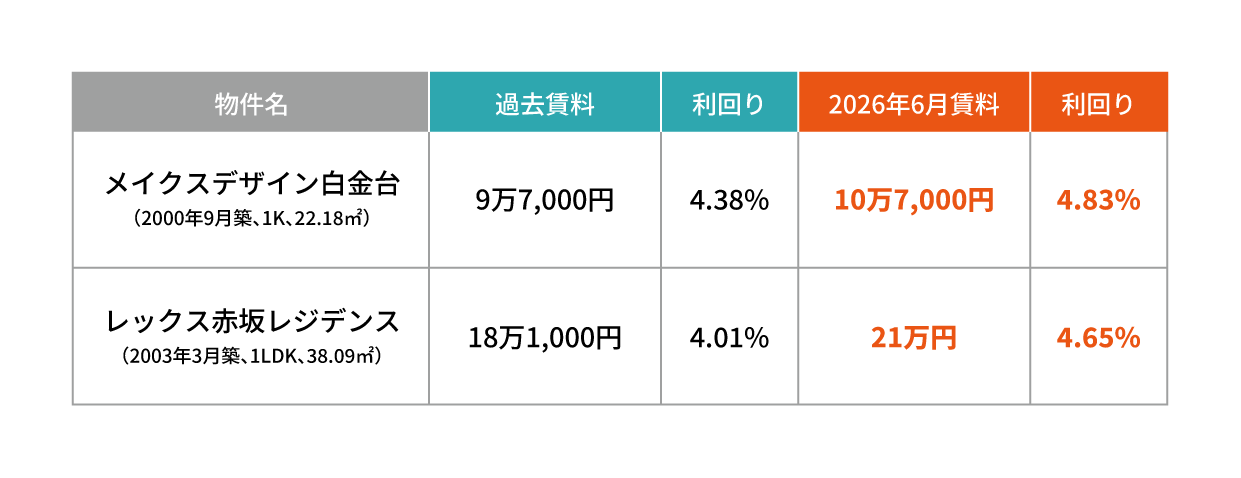 物件名 過去賃料 利回り 2026年6月賃料 利回り
メイクスデザイン白金台
（2000年9月築、1K、22.18㎡）
9万7,000円 4.38% 10万7,000円 4.83%
レックス赤坂レジデンス
（2003年3月築、1LDK、38.09㎡）
18万1,000円 4.01% 21万円 4.65%